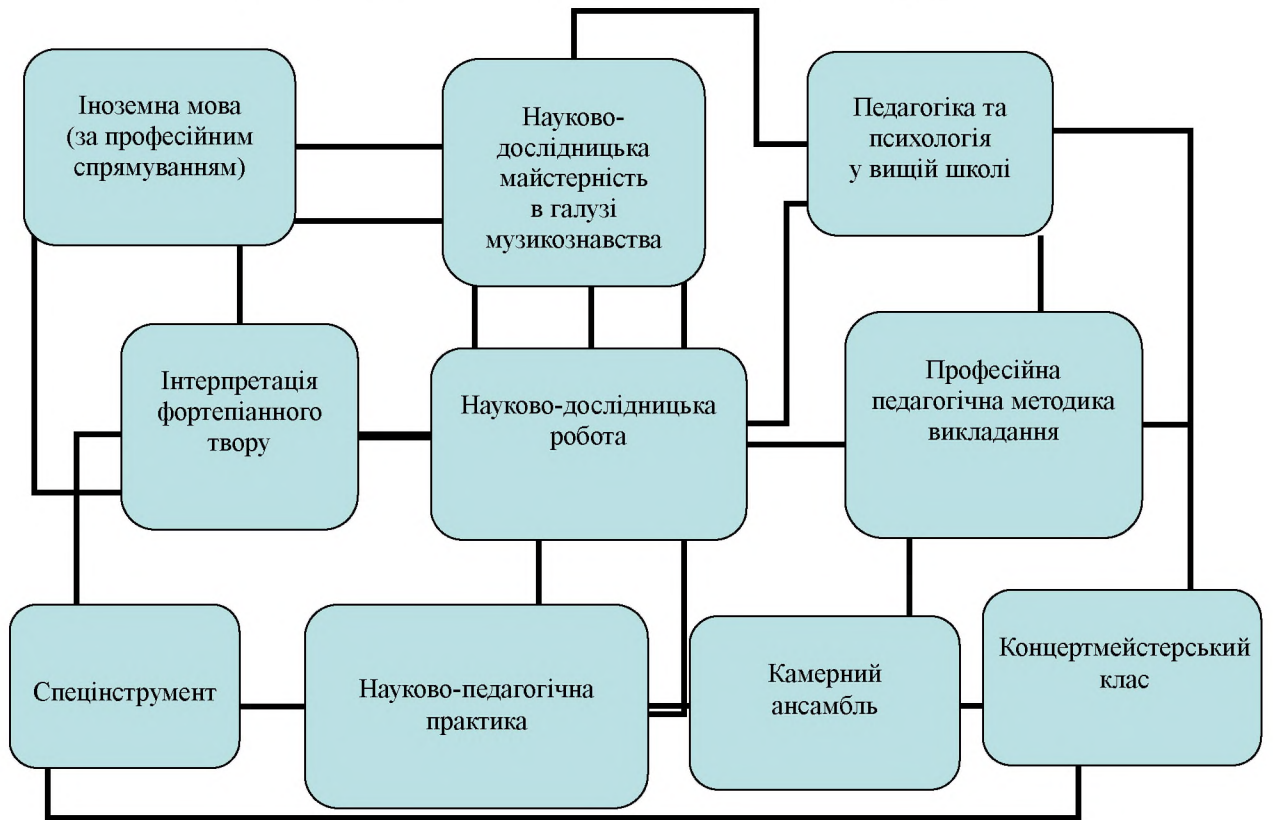 Іноземна мова
(за професійним
спрямуванням)
Науково-
дослідницька
майстерність
в галузі
музикознавства
Педагогіка та
психологія
у вищій школі
Інтерпретація
фортепіанного
твору
Науково-дослідницька
робота
Професійна
педагогічна методика
викладання
Спецінструмент
Науково-педагогічна
практика
Камерний
ансамбль
Концертмейстерський
клас